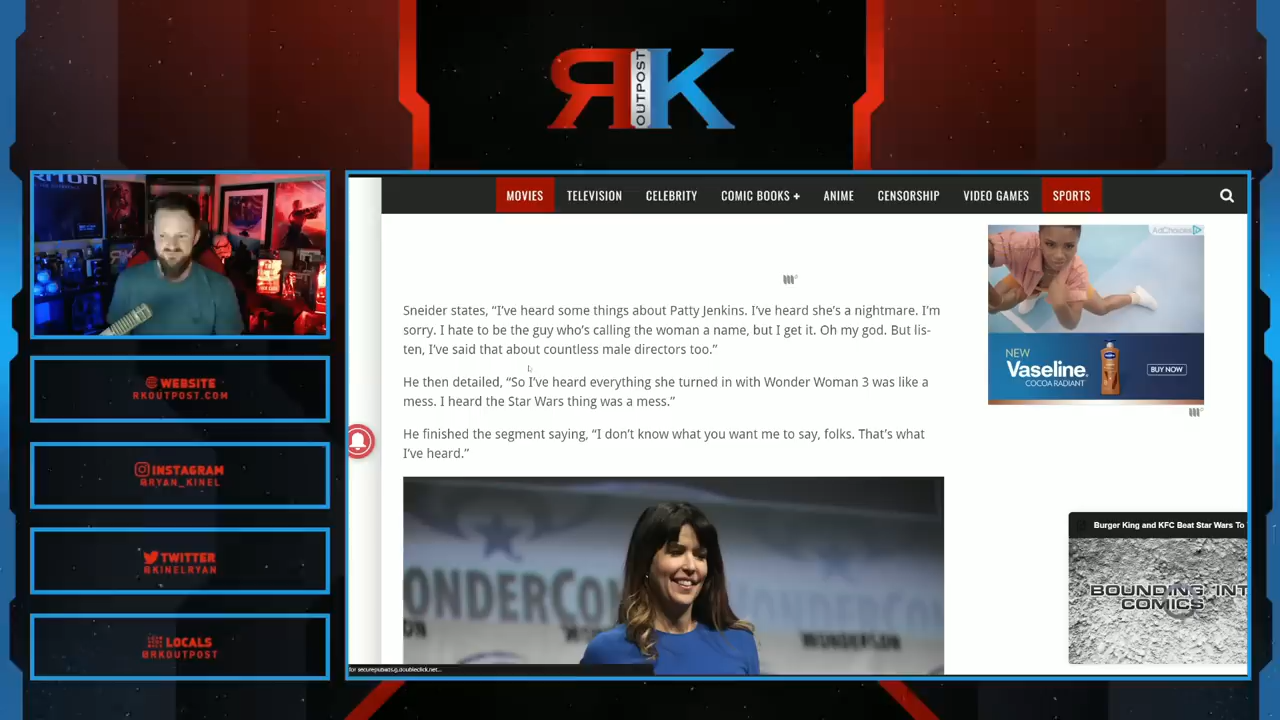 RK
OUTPOST
WEBSITE
RKOUTPOST.COM
INSTAGRAM
@RYAN_KINEL
TWITTER
@KINELRYAN
LOCALS
@RKOUTPOST
MOVIES TELEVISION CELEBRITY COMIC BOOKS + ANIME CENSORSHIP VIDEO GAMES SPORTS
Sneider states, “I’ve heard some things about Patty Jenkins. I’ve heard she’s a nightmare. I’m
sorry. I hate to be the guy who’s calling the woman a name, but I get it. Oh my god. But lis-
ten, I’ve said that about countless male directors too.”
He then detailed, “So I’ve heard everything she turned in with Wonder Woman 3 was like a
mess. I heard the Star Wars thing was a mess.”
He finished the segment saying, “I don’t know what you want me to say, folks. That’s what
I’ve heard.”
ONDERCON
WONDERCON
AdChoices
NEW
Vaseline
COCOA RADIANT
BUY NOW
Burger King and KFC Beat Star Wars To
BOUNDING INT
COMICS